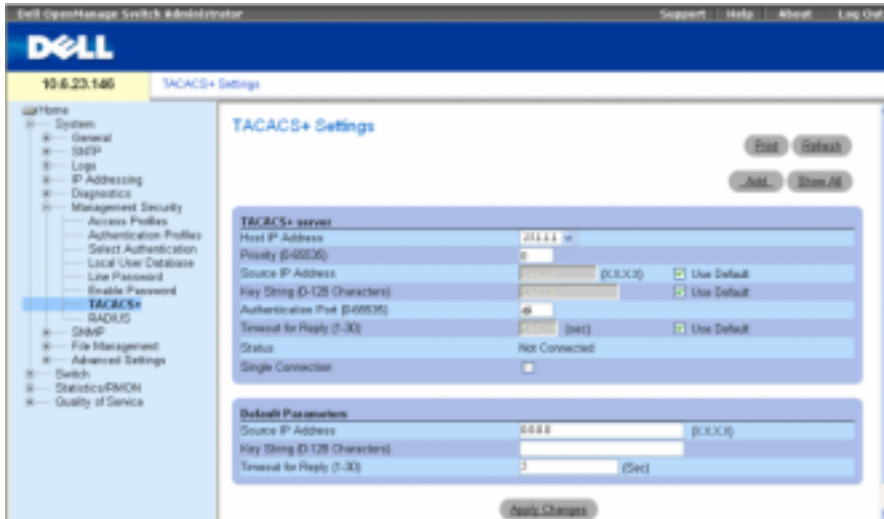 Dell OpenManage Switch Administrator
Support Help About Log Out
DELL
10.6.23.146
TACACS+ Settings
Home
System
General
SNTP
Logs
IP Addressing
Diagnostics
Management Security
Access Profiles
Authentication Profiles
Select Authentication
Local User Database
Line Password
Enable Password
TACACS+
RADIUS
SNMP
File Management
Advanced Settings
Switch
Statistics/RMON
Quality of Service
TACACS+ Settings
Print Refresh
Add Show All
TACACS+ server
Host IP Address
Priority (0-65535) 0
Source IP Address (X.X.X.X) Use Default
Key String (0-128 Characters) Use Default
Authentication Port (0-65535) 49
Timeout for Reply (1-30) (sec) Use Default
Status Not Connected
Single Connection
Default Parameters
Source IP Address 0.0.0.0 (X.X.X.X)
Key String (0-128 Characters)
Timeout for Reply (1-30) (Sec)
Apply Changes